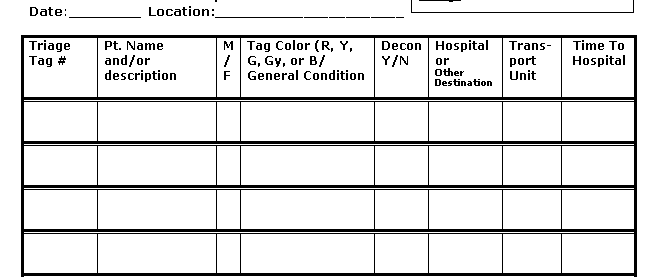 Date:_________ Location:________________________
Triage Tag #
Pt. Name and/or description
M / F
Tag Color (R, Y, G, Gy, or B/ General Condition
Decon Y/N
Hospital or Other Destination
Trans- port Unit
Time To Hospital